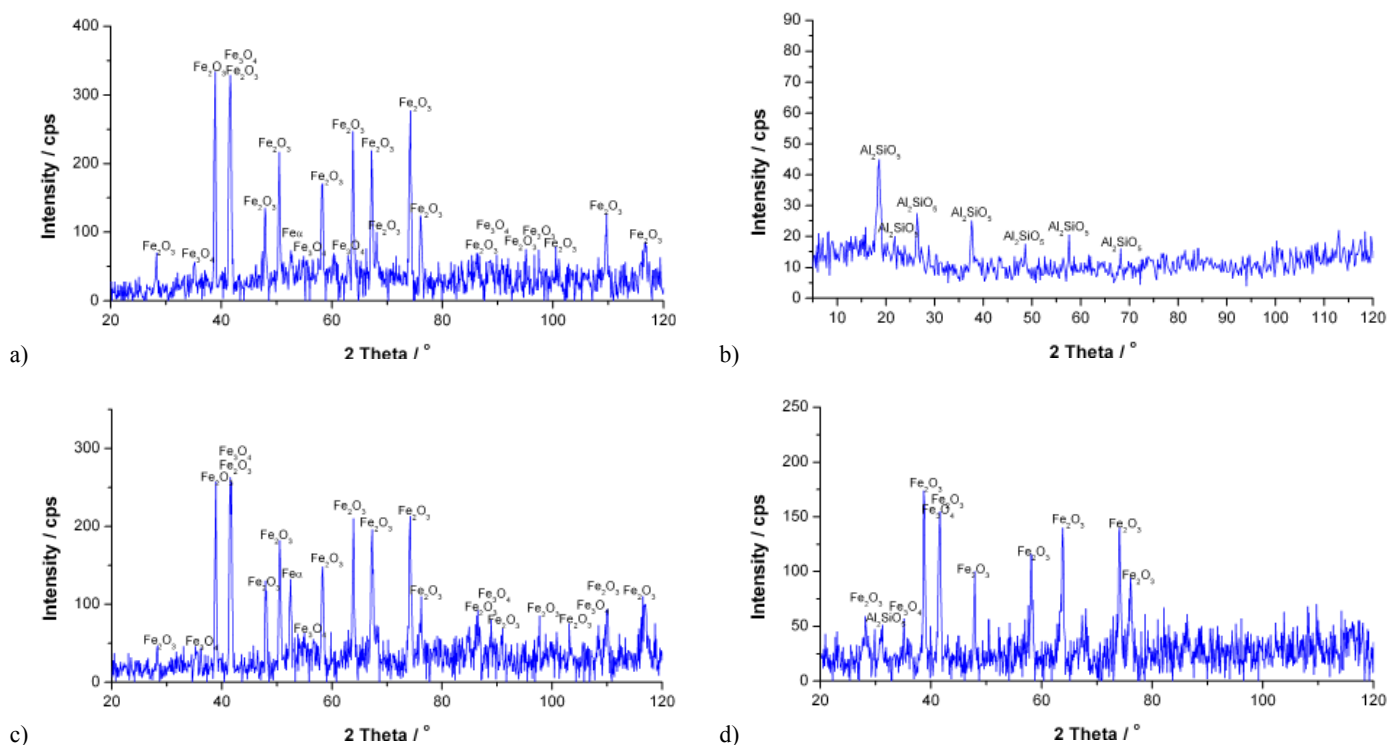 400
350
300
250
200
150
100
50
0
Intensity / cps
Fe₂O₃
Fe₃O₄
Fe₂O₃
Fe₂O₃
Fe₂O₃
Fe₂O₃
Fe₂O₃
Fe₂O₃
Fe₂O₃
Fe₂O₃
Fe₂O₃
Fe₃O₄
Feα
Fe₃O₄
Fe₂O₃
Fe₂O₃
Fe₃O₄
Fe₂O₃
Fe₂O₃
Fe₂O₃
Fe₂O₃
Fe₂O₃
Fe₂O₃
20 40 60 80 100 120
2 Theta / °
a)
90
80
70
60
50
40
30
20
10
0
Intensity / cps
Al₂SiO₅
Al₂SiO₅
Al₂SiO₅
Al₂SiO₅
Al₂SiO₅
Al₂SiO₅
Al₂SiO₅
10 20 30 40 50 60 70 80 90 100 110 120
2 Theta / °
b)
300
200
100
0
Intensity / cps
Fe₃O₄
Fe₂O₃
Fe₂O₃
Fe₂O₃
Fe₂O₃
Feα
Fe₂O₃
Fe₂O₃
Fe₂O₃
Fe₂O₃
Fe₂O₃
Fe₂O₃
Fe₃O₄
Fe₃O₄
Fe₃O₄
Fe₂O₃
Fe₂O₃
Fe₂O₃
Fe₂O₃
Fe₂O₃
Fe₂O₃
20 40 60 80 100 120
2 Theta / °
c)
250
200
150
100
50
0
Intensity / cps
Fe₂O₃
Fe₂O₃
Fe₂O₃
Fe₂O₃
Fe₂O₃
Fe₂O₃
Fe₂O₃
Fe₂O₃
Al₂SiO₅
Fe₃O₄
20 40 60 80 100 120
2 Theta / °
d)